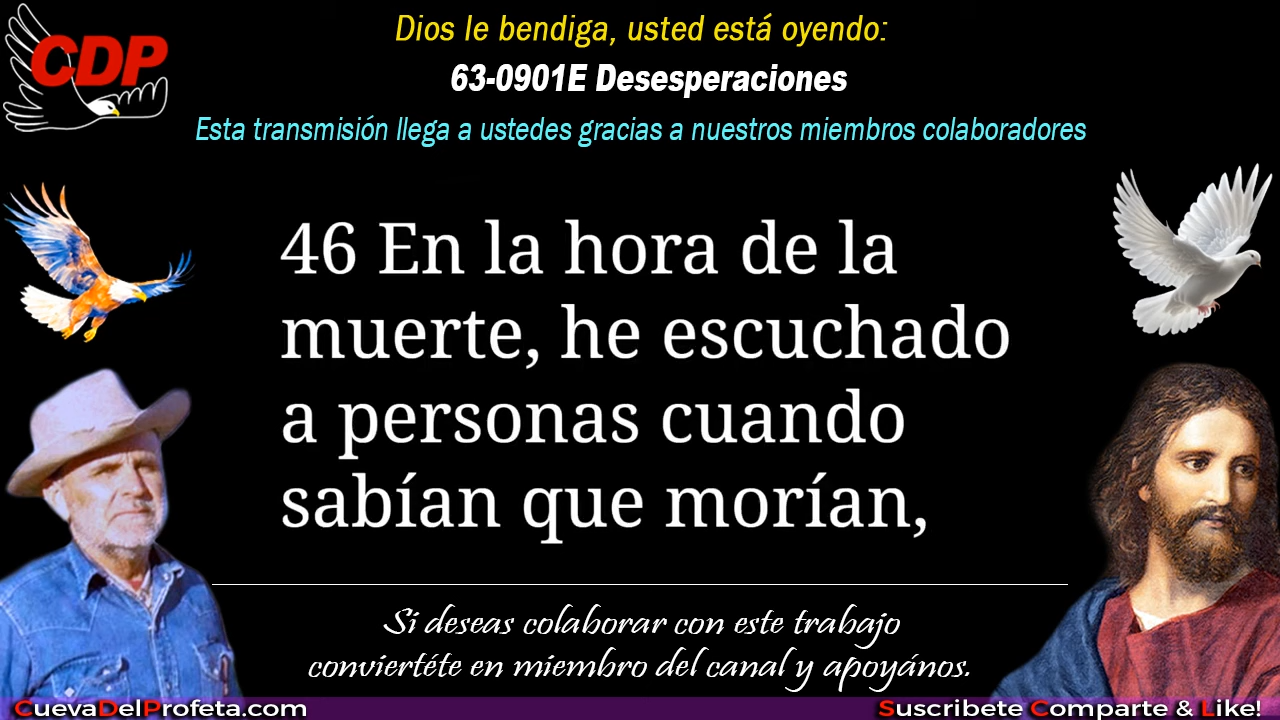 CDP
Dios le bendiga, usted está oyendo:
63-0901E Desesperaciones
Esta transmisión llega a ustedes gracias a nuestros miembros colaboradores
46 En la hora de la
muerte, he escuchado
a personas cuando
sabían que morían,
Si deseas colaborar con este trabajo
conviertéte en miembro del canal y apoyános.
CuevaDelProfeta.com
Suscribete Comparte & Like!